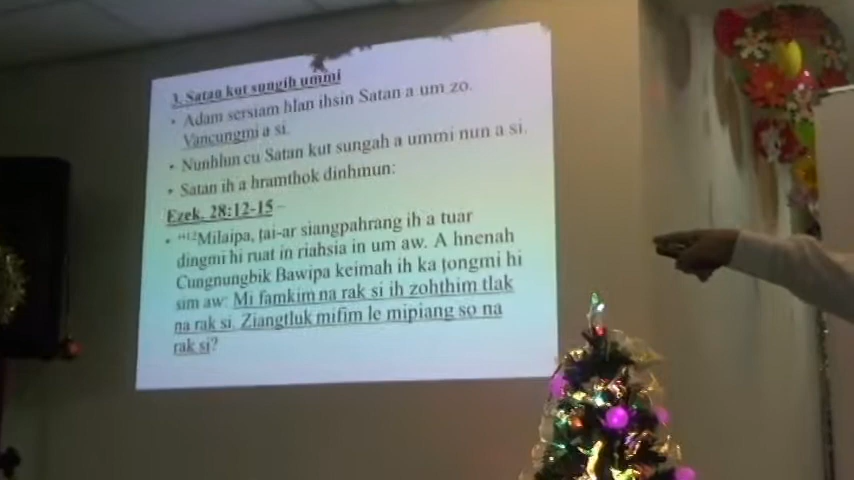 3. Satan kut sungih ummi
• Adam sersiam hlan ihsin Satan a um zo.
Vancungmi a si.
• Nunhlun cu Satan kut sungah a ummi nun a si.
• Satan ih a hramthok dinhmun:
Ezek. 28:12-15 –
• "¹²Milaipa, ṭai-ar siangpahrang ih a tuar
dingmi hi ruat in riahsia in um aw. A hnenah
Cungnungbik Bawipa keimah ih ka ṭongmi hi
sim aw: Mi famkim na rak si ih zohthim tlak
na rak si. Ziangtluk mifim le mipiang so na
rak si?